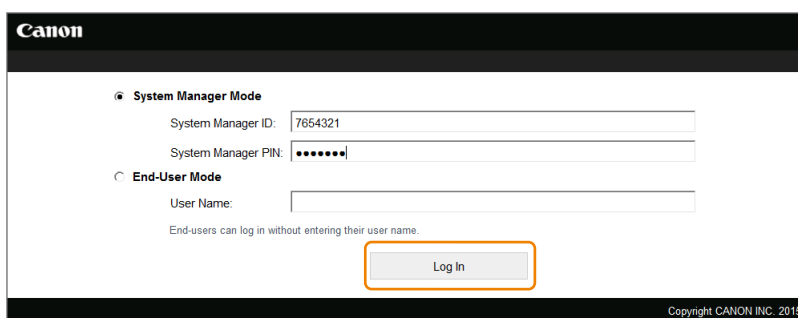 Canon
System Manager Mode
System Manager ID: 7654321
System Manager PIN: •••••••
End-User Mode
User Name:
End-users can log in without entering their user name.
Log In
Copyright CANON INC. 2015